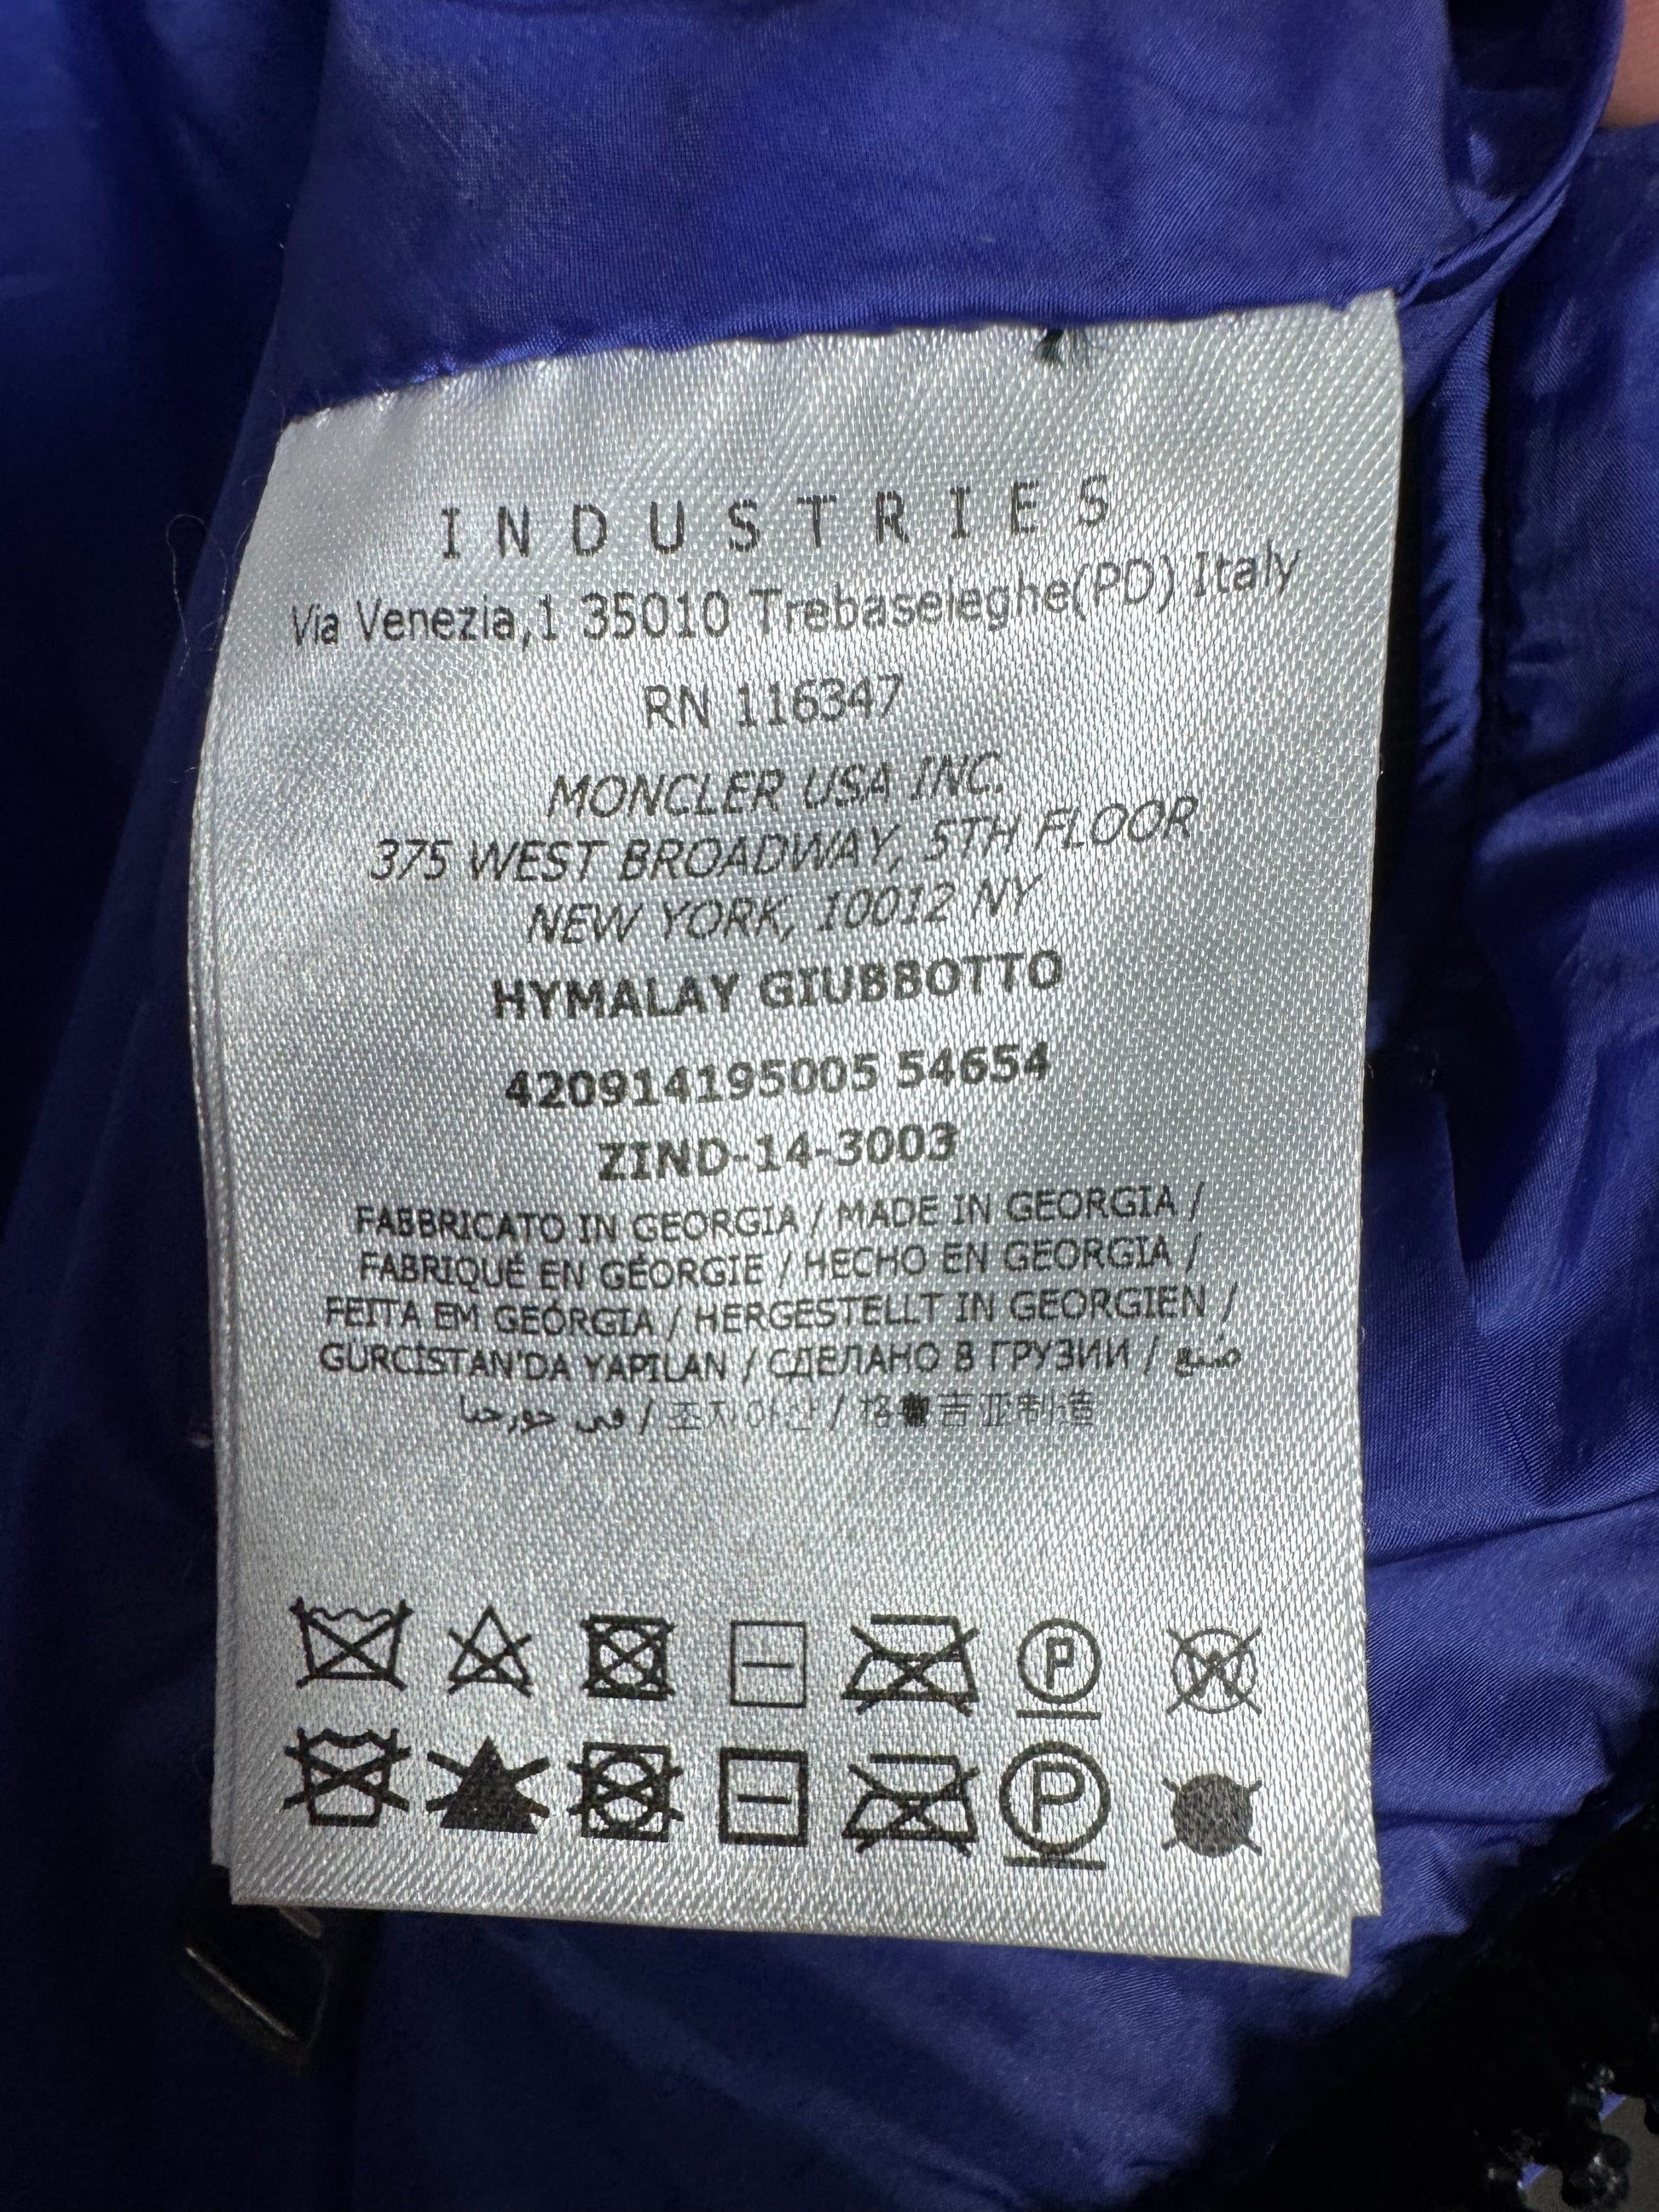 INDUSTRIES
Via Venezia,1 35010 Trebaseleghe(PD) Italy
RN 116347
MONCLER USA INC.
375 WEST BROADWAY, 5TH FLOOR
NEW YORK, 10012 NY
HYMALAY GIUBBOTTO
420914195005 54654
ZIND-14-3003
FABBRICATO IN GEORGIA / MADE IN GEORGIA /
FABRIQUÉ EN GÉORGIE / HECHO EN GEORGIA /
FEITA EM GEÓRGIA / HERGESTELLT IN GEORGIEN /
GÜRCİSTAN'DA YAPILAN / СДЕЛАНО В ГРУЗИИ / صنع
في جورجيا / 조지아산 / 格鲁吉亚制造
P
P